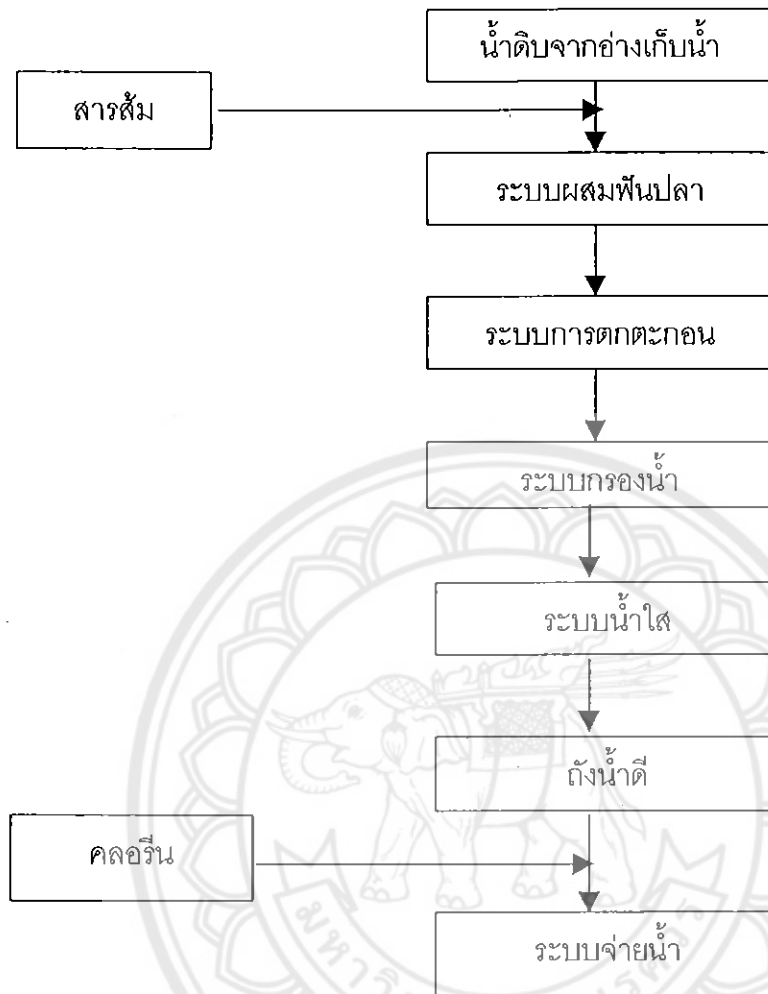 น้ำดิบจากอ่างเก็บน้ำ
สารส้ม
ระบบผสมฟันปลา
ระบบการตกตะกอน
ระบบกรองน้ำ
ระบบน้ำใส
ถังน้ำดี
คลอรีน
ระบบจ่ายน้ำ